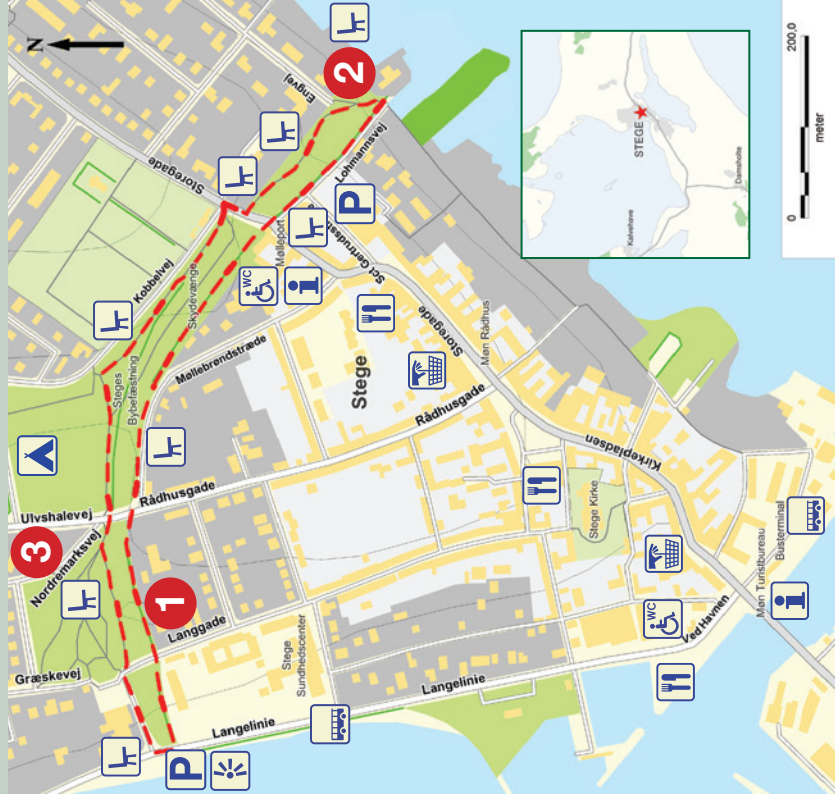 N
Engvej
2
Storegade
Lohmannsvej
P
Kobbelvej
Skydevænge
Mølleport
Sct Gertrudsstræde
WC
i
Steges
Bybefæstning
Møllebrøndstræde
Stege
Storegade
Møn Rådhus
Rådhusgade
Ulvshalevej
Rådhusgade
3
Nordremarksvej
1
Langgade
Græskevej
Stege
Sundhedscenter
Langelinie
Langelinie
P
Kirkepladsen
Stege Kirke
WC
Ved Havnen
Møn Turistbureau
Busterminal
i
STEGE
Kalvehave
Damsholte
0
200,0
meter